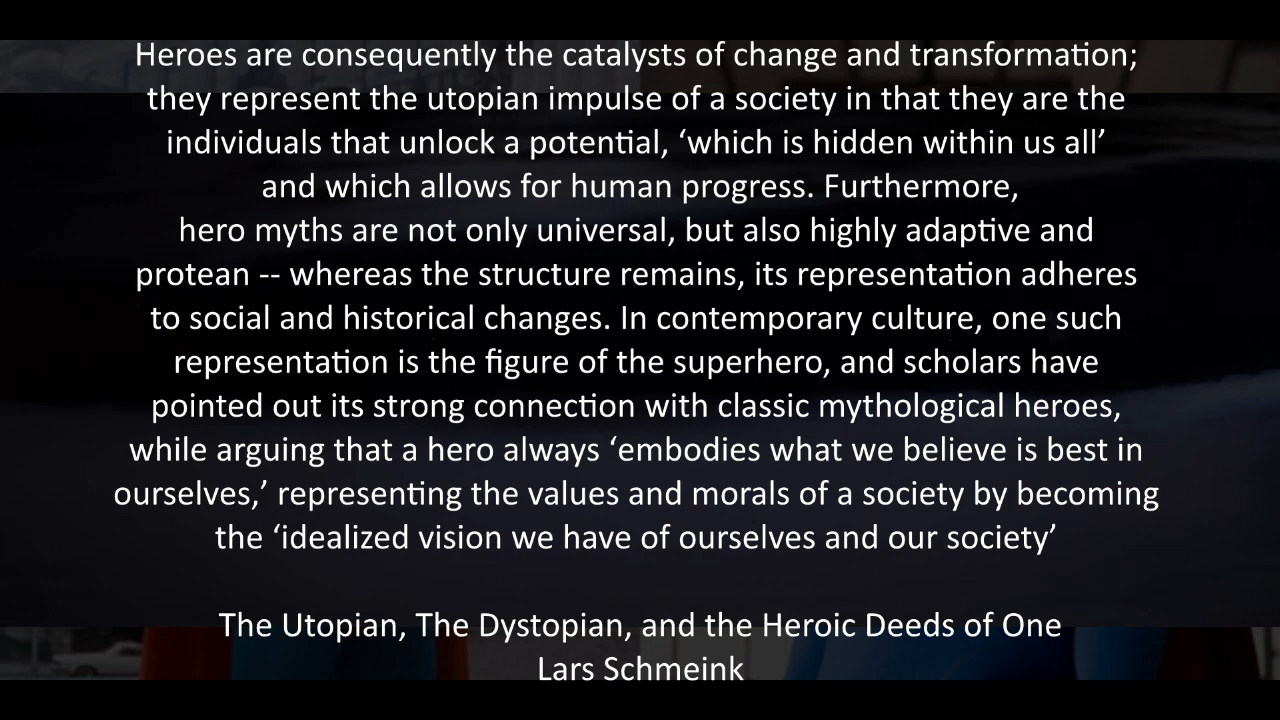 Heroes are consequently the catalysts of change and transformation;
they represent the utopian impulse of a society in that they are the
individuals that unlock a potential, ‘which is hidden within us all’
and which allows for human progress. Furthermore,
hero myths are not only universal, but also highly adaptive and
protean -- whereas the structure remains, its representation adheres
to social and historical changes. In contemporary culture, one such
representation is the figure of the superhero, and scholars have
pointed out its strong connection with classic mythological heroes,
while arguing that a hero always ‘embodies what we believe is best in
ourselves,’ representing the values and morals of a society by becoming
the ‘idealized vision we have of ourselves and our society’
The Utopian, The Dystopian, and the Heroic Deeds of One
Lars Schmeink